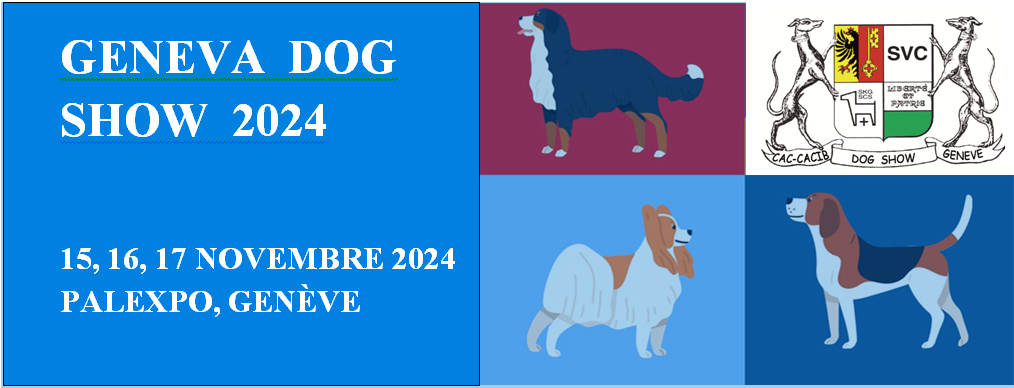 GENEVA DOG
SHOW 2024
15, 16, 17 NOVEMBRE 2024
PALEXPO, GENÈVE
SVC
SKG
SCS
LIBERTÉ
ET
PATRIE
CAC-CACIB
DOG SHOW
GENEVE